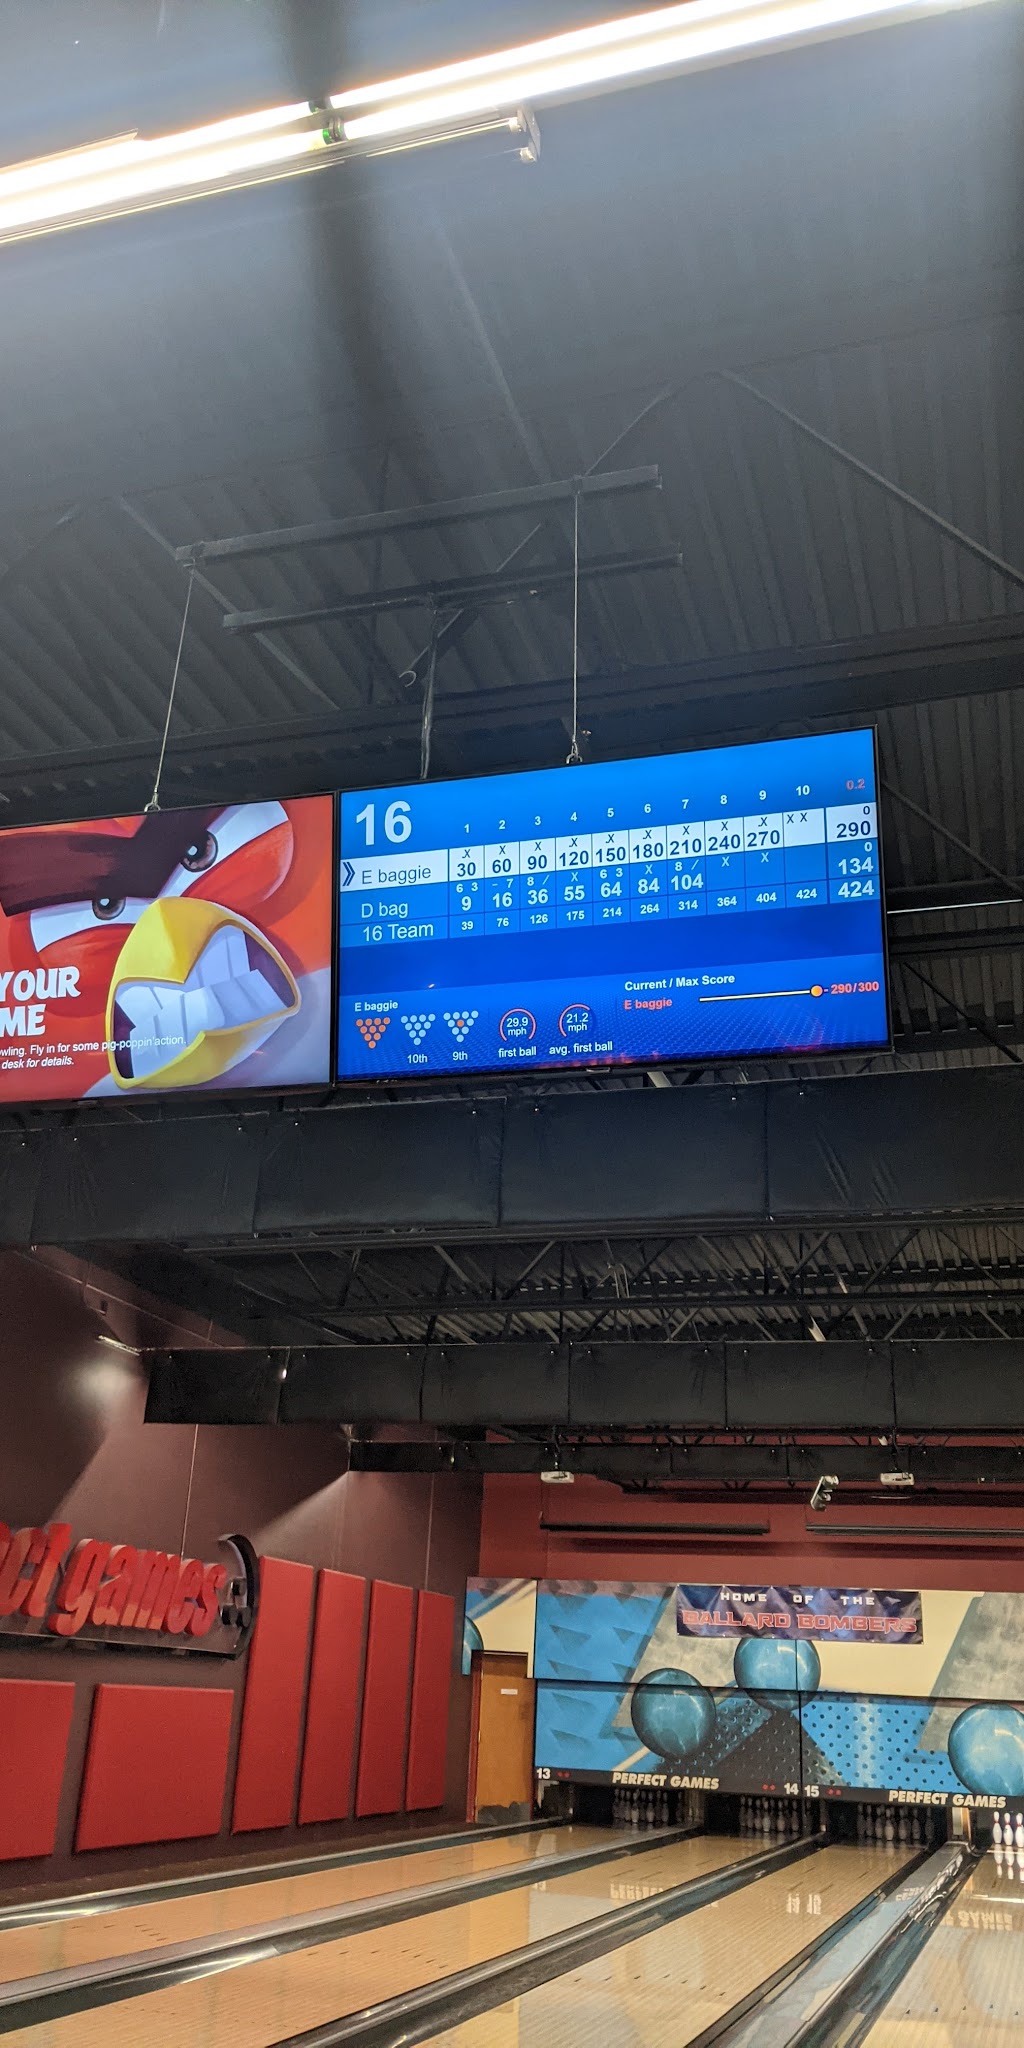 YOUR
ME
wling. Fly in for some pig-poppin' action.
desk for details.
16 1 2 3 4 5 6 7 8 9 10 0.2
X X X X X X X X X X X 0
E baggie 30 60 90 120 150 180 210 240 270 290
6 3 - 7 8 / X 6 3 X 8 / X X 0
D bag 9 16 36 55 64 84 104 134
16 Team 39 76 126 175 214 264 314 364 404 424 424
E baggie
10th
9th
29.9
mph
first ball
21.2
mph
avg. first ball
Current / Max Score
E baggie 290/300
ct games
HOME OF THE
BALLARD BOMBERS
13 PERFECT GAMES 14 15 PERFECT GAMES